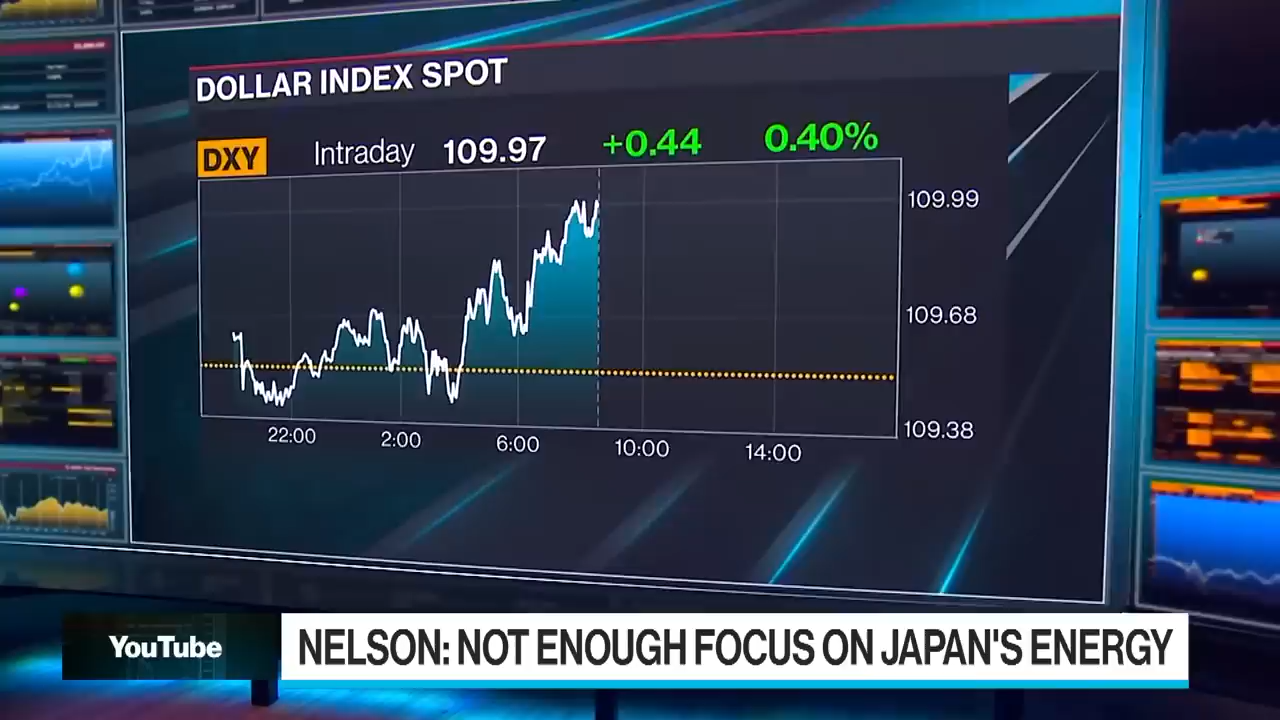 DOLLAR INDEX SPOT
DXY Intraday 109.97 +0.44 0.40%
109.99
109.68
109.38
22:00 2:00 6:00 10:00 14:00
YouTube NELSON: NOT ENOUGH FOCUS ON JAPAN'S ENERGY